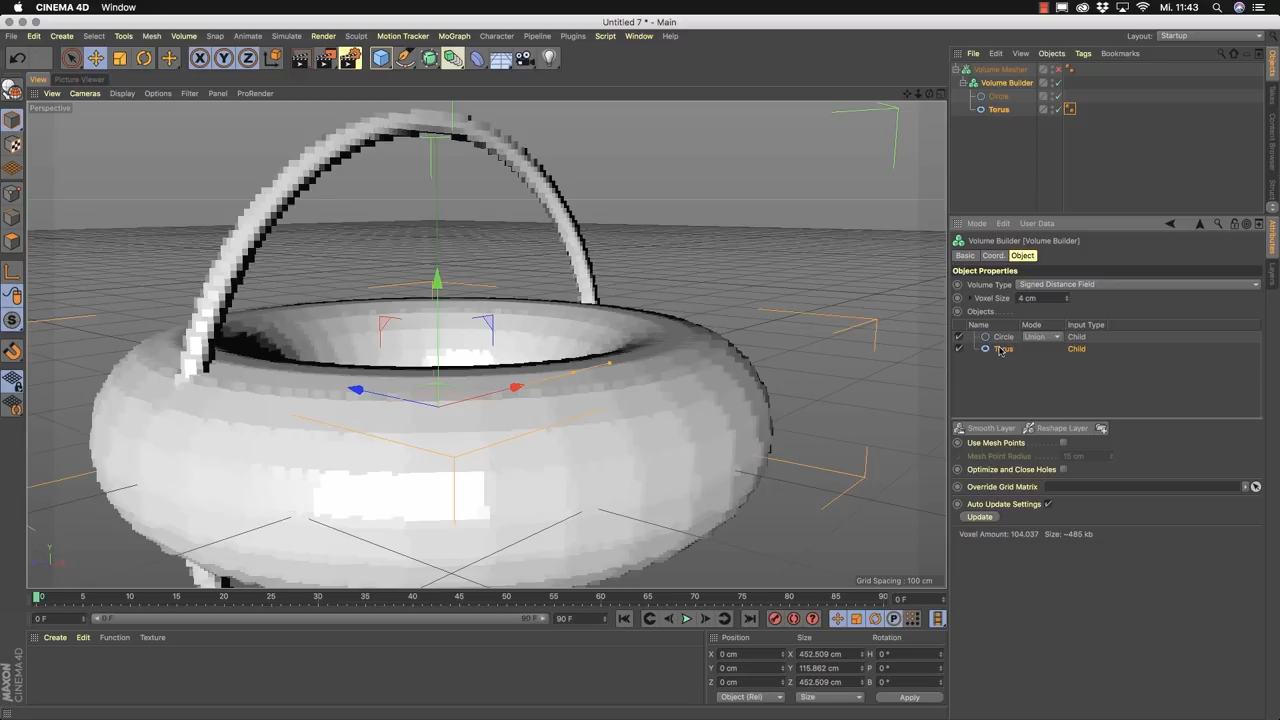 CINEMA 4D Window Mi. 11:43
Untitled 7 * - Main
File Edit Create Select Tools Mesh Volume Snap Animate Simulate Render Sculpt Motion Tracker MoGraph Character Pipeline Plugins Script Window Help Layout: Startup
View Picture Viewer
View Cameras Display Options Filter Panel ProRender
Perspective
X Y Z
Grid Spacing : 100 cm
0 5 10 15 20 25 30 35 40 45 50 55 60 65 70 75 80 85 90 0 F
0 F 0 F 90 F 90 F
Create Edit Function Texture
MAXON CINEMA 4D
Position Size Rotation
X 0 cm X 452.509 cm H 0 °
Y 0 cm Y 115.862 cm P 0 °
Z 0 cm Z 452.509 cm B 0 °
Object (Rel) Size Apply
File Edit View Objects Tags Bookmarks
Volume Mesher
Volume Builder
Circle
Torus
Objects
Takes
Content Browser
Attributes
Layers
Mode Edit User Data
Volume Builder [Volume Builder]
Basic Coord. Object
Object Properties
Volume Type Signed Distance Field
Voxel Size 4 cm
Objects
Name Mode Input Type
Circle Union Child
Torus Child
Smooth Layer Reshape Layer
Use Mesh Points
Mesh Point Radius 15 cm
Optimize and Close Holes
Override Grid Matrix
Auto Update Settings
Update
Voxel Amount: 104.037 Size: ~485 kb